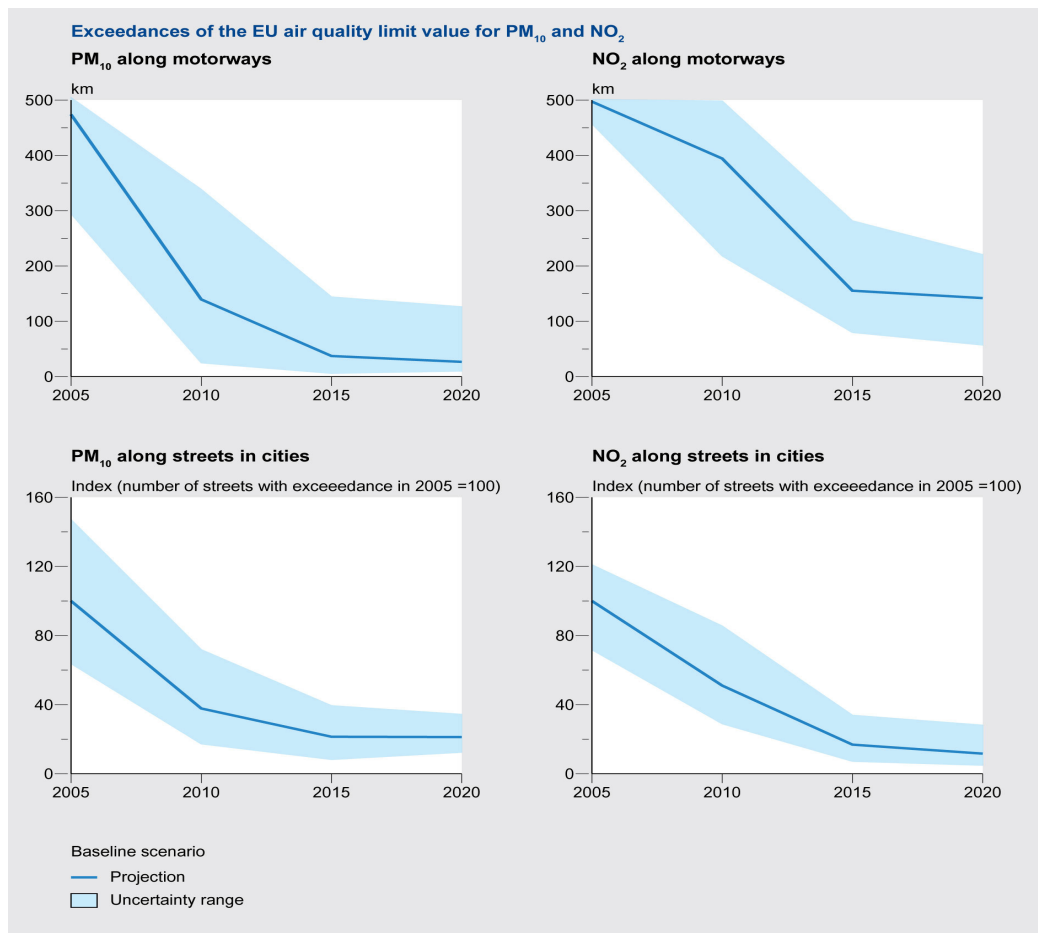 Exceedances of the EU air quality limit value for PM₁₀ and NO₂
PM₁₀ along motorways
km
500
400
300
200
100
0
2005 2010 2015 2020
NO₂ along motorways
km
500
400
300
200
100
0
2005 2010 2015 2020
PM₁₀ along streets in cities
Index (number of streets with exceeedance in 2005 =100)
160
120
80
40
0
2005 2010 2015 2020
NO₂ along streets in cities
Index (number of streets with exceeedance in 2005 =100)
160
120
80
40
0
2005 2010 2015 2020
Baseline scenario
Projection
Uncertainty range